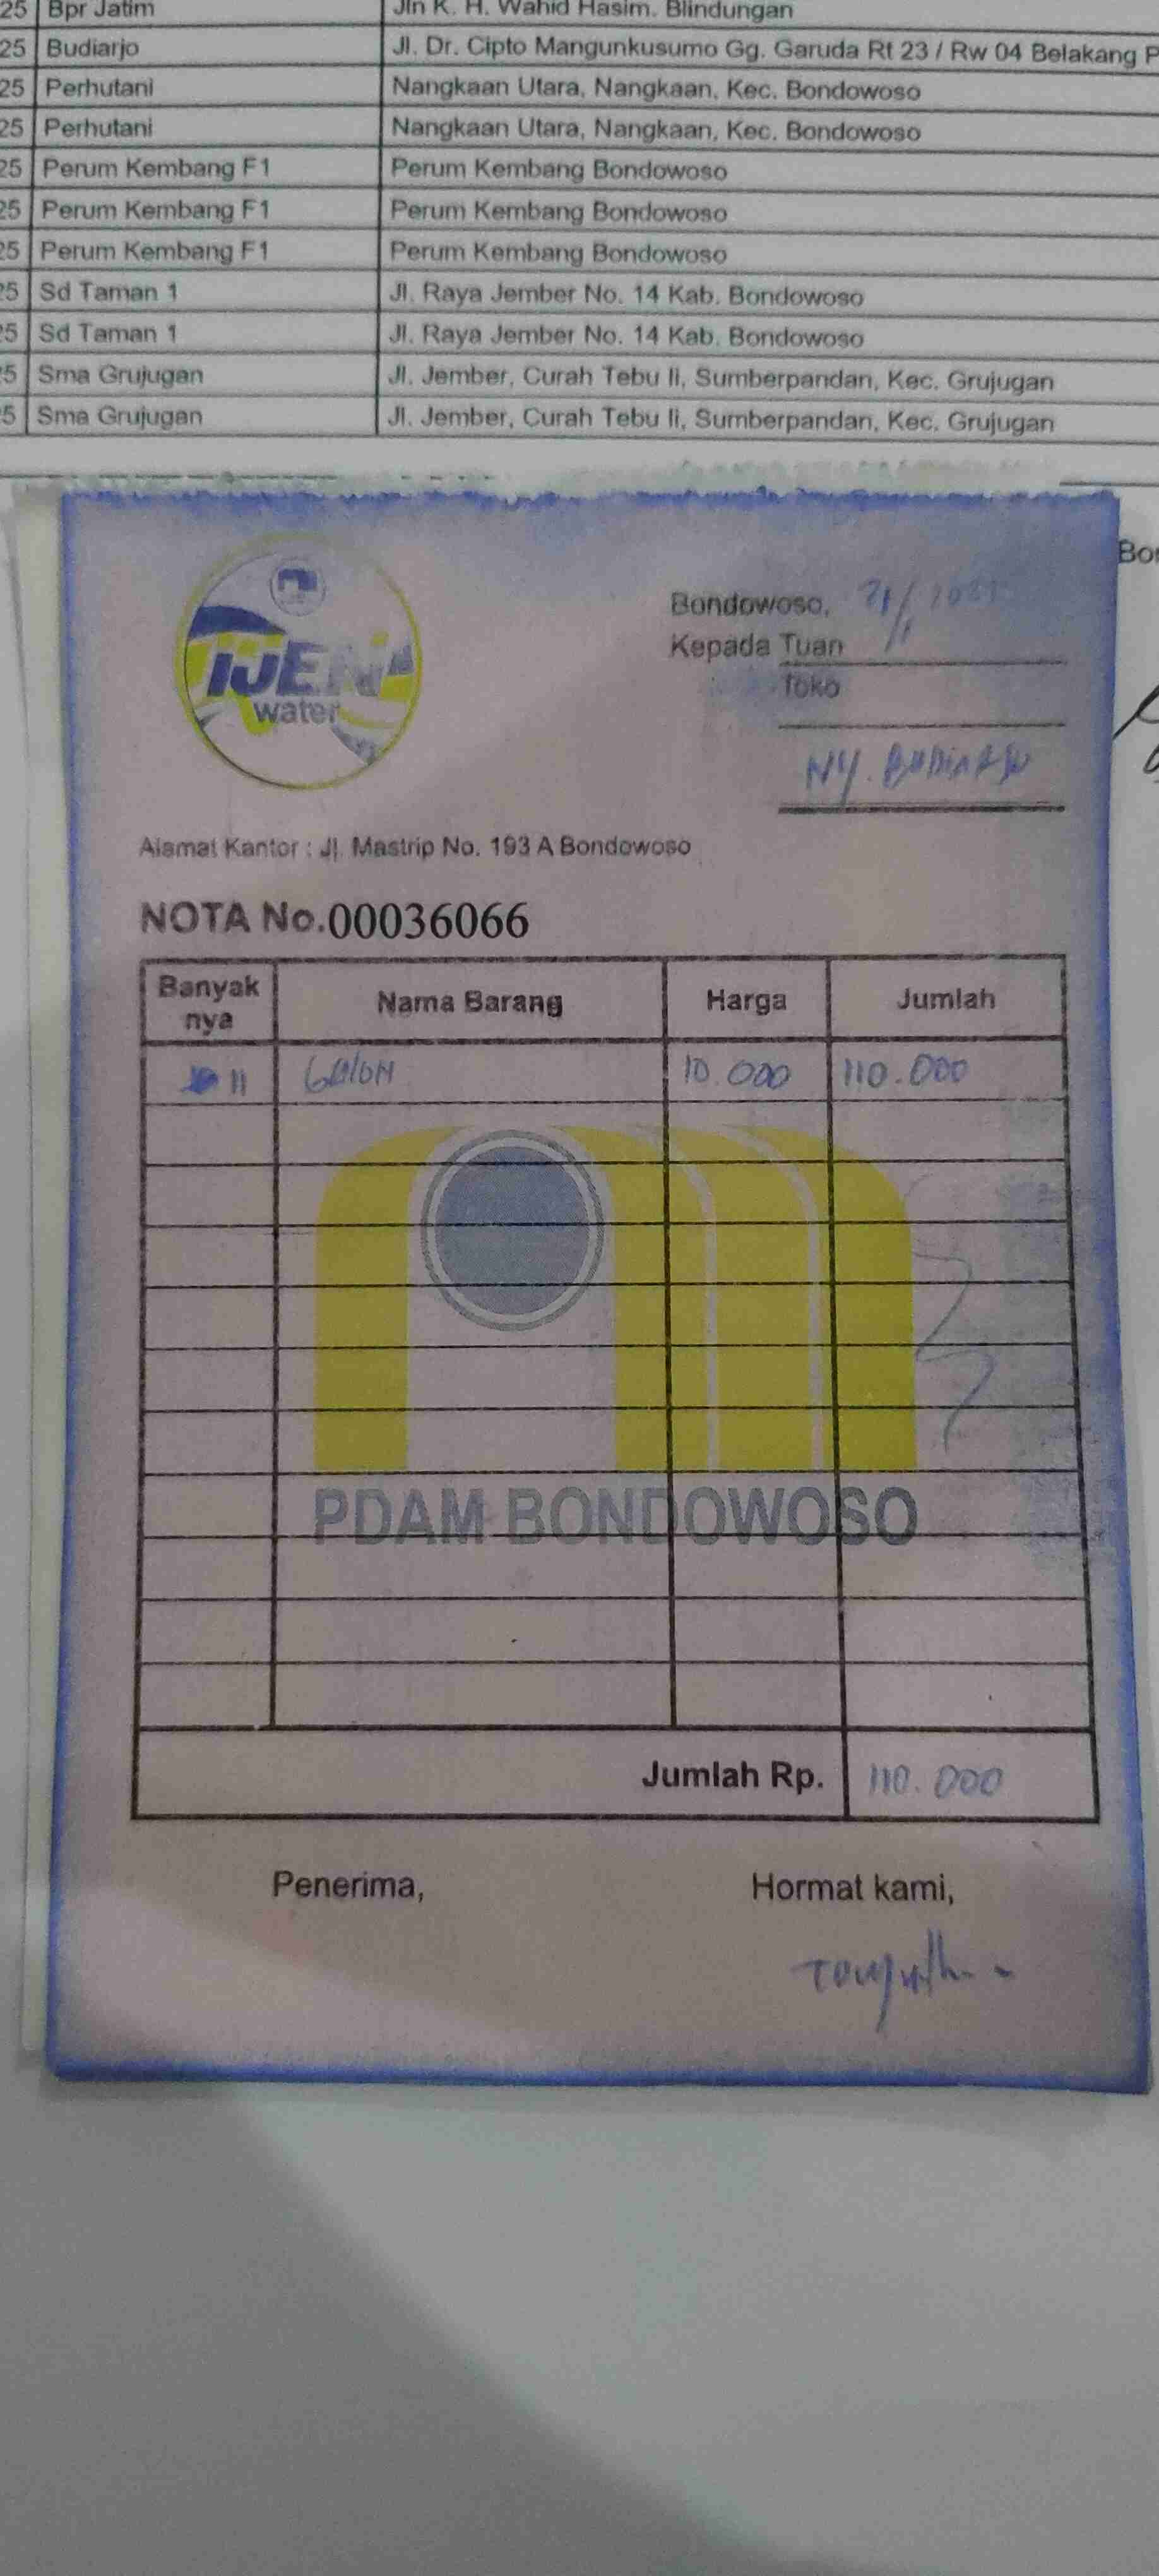 25 Bpr Jatim Jln K. H. Wahid Hasim. Blindungan
25 Budiarjo Jl. Dr. Cipto Mangunkusumo Gg. Garuda Rt 23 / Rw 04 Belakang P
25 Perhutani Nangkaan Utara, Nangkaan, Kec. Bondowoso
25 Perhutani Nangkaan Utara, Nangkaan, Kec. Bondowoso
25 Perum Kembang F1 Perum Kembang Bondowoso
25 Perum Kembang F1 Perum Kembang Bondowoso
25 Perum Kembang F1 Perum Kembang Bondowoso
25 Sd Taman 1 Jl. Raya Jember No. 14 Kab. Bondowoso
25 Sd Taman 1 Jl. Raya Jember No. 14 Kab. Bondowoso
5 Sma Grujugan Jl. Jember, Curah Tebu Ii, Sumberpandan, Kec. Grujugan
5 Sma Grujugan Jl. Jember, Curah Tebu Ii, Sumberpandan, Kec. Grujugan
Bon
IJEN
water
Bondowoso,
Kepada Tuan
Toko
NY.
Alamat Kantor : Jl. Mastrip No. 193 A Bondowoso
NOTA No.00036066
Banyak nya Nama Barang Harga Jumlah
11 GALON 10.000 110.000
PDAM BONDOWOSO
Jumlah Rp. 110.000
Penerima, Hormat kami,